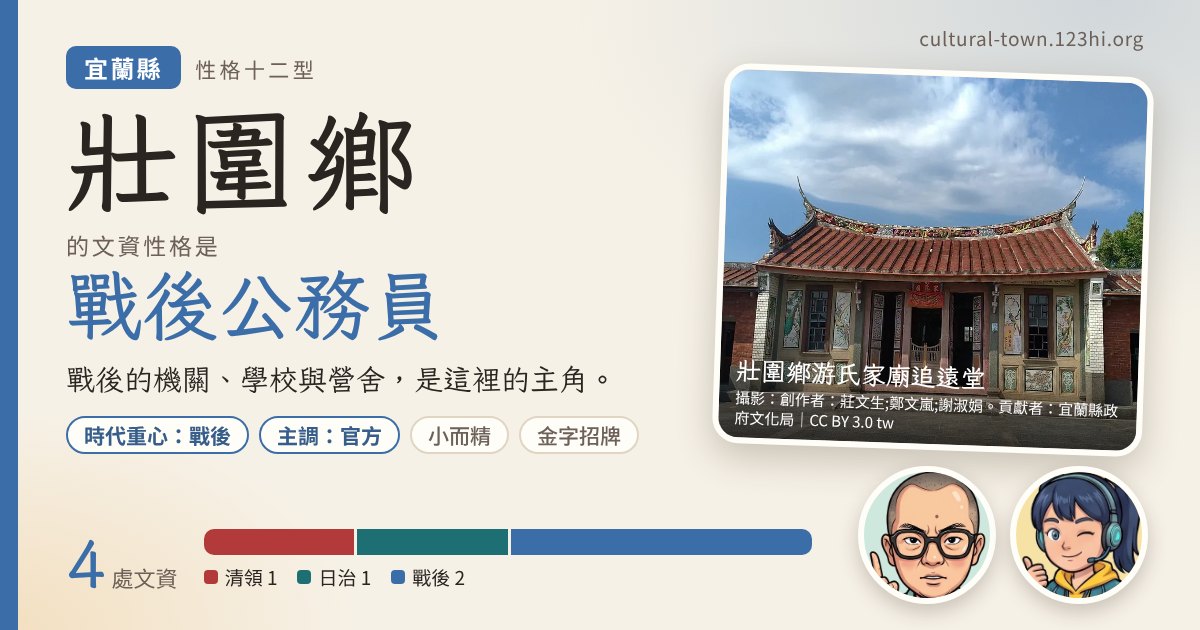 cultural-town.123hi.org
宜蘭縣
性格十二型
壯圍鄉
的文資性格是
戰後公務員
戰後的機關、學校與營舍，是這裡的主角。
時代重心：戰後
主調：官方
小而精
金字招牌
壯圍鄉游氏家廟追遠堂
攝影：創作者：莊文生;鄭文嵐;謝淑娟。貢獻者：宜蘭縣政
府文化局｜CC BY 3.0 tw
4 處文資
清領 1
日治 1
戰後 2